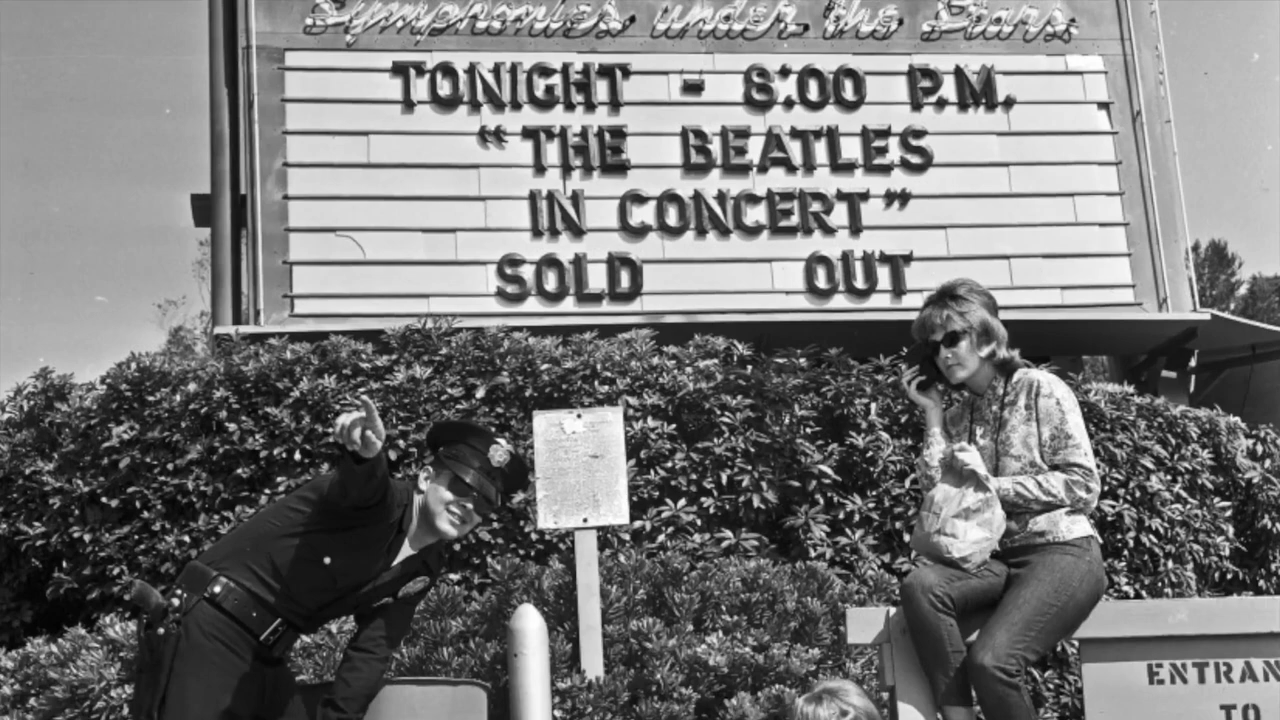 Symphonies under the Stars
TONIGHT - 8:00 P.M.
“THE BEATLES
IN CONCERT”
SOLD OUT
ENTRAN
TO